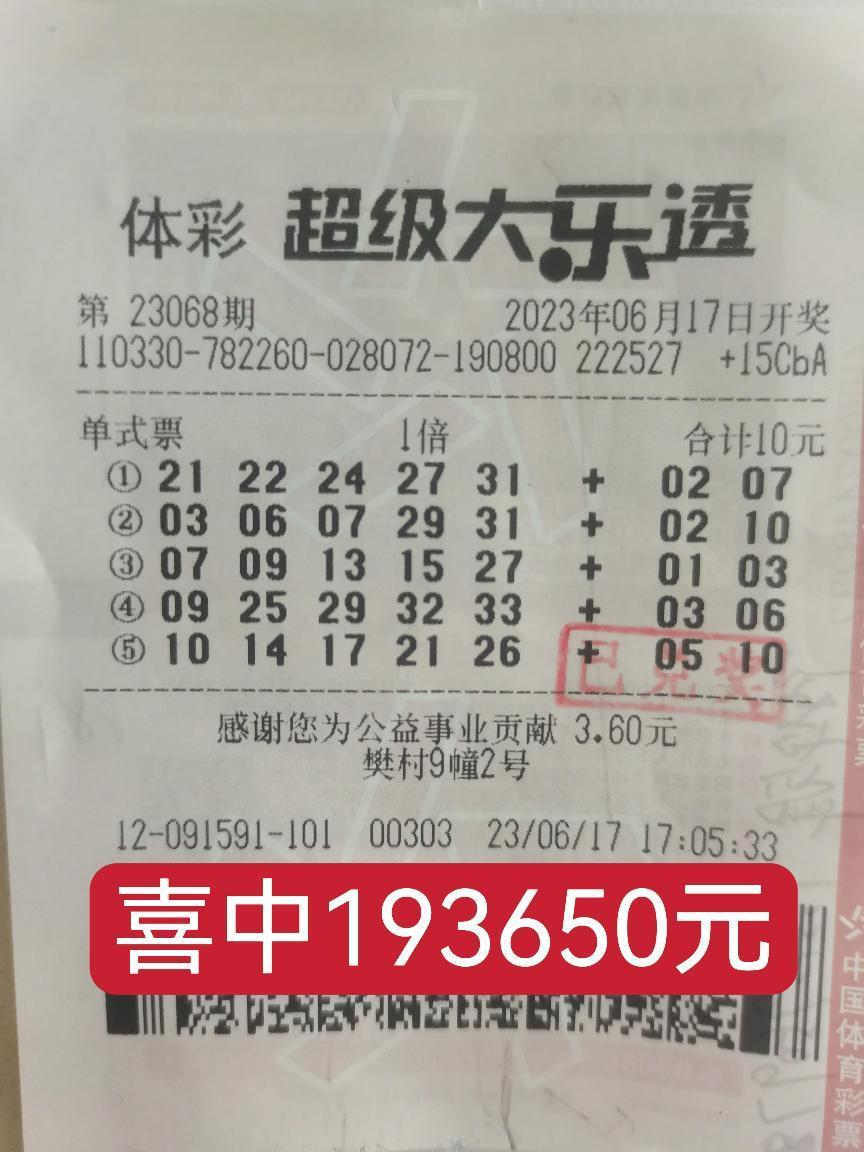 体彩 超级大乐透
第 23068期 2023年06月17日开奖
110330-782260-028072-190800 222527 +15CbA
单式票 1倍 合计10元
① 21 22 24 27 31 + 02 07
② 03 06 07 29 31 + 02 10
③ 07 09 13 15 27 + 01 03
④ 09 25 29 32 33 + 03 06
⑤ 10 14 17 21 26 + 05 10
已兑奖
感谢您为公益事业贡献 3.60元
樊村9幢2号
12-091591-101 00303 23/06/17 17:05:33
喜中193650元
中国体育彩票